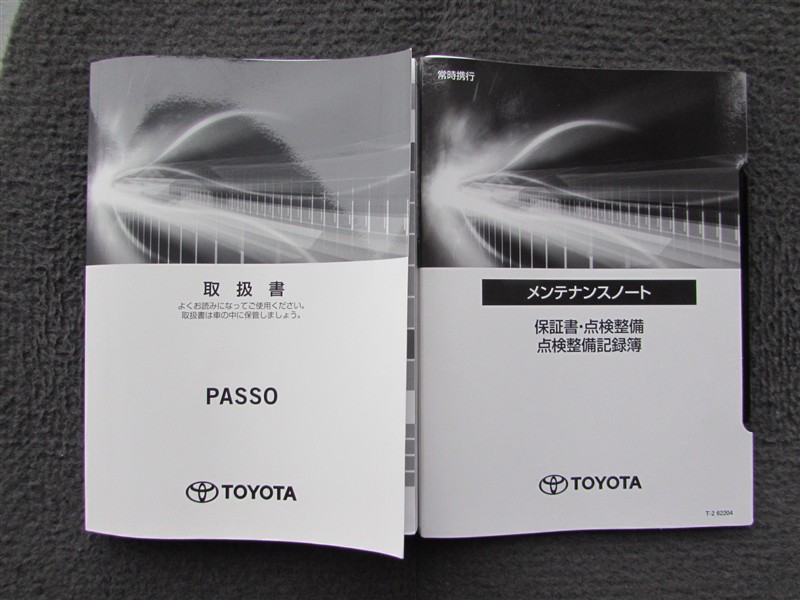 取扱書
よくお読みになってご使用ください。
取扱書は車の中に保管しましょう。
PASSO
TOYOTA
常時携行
メンテナンスノート
保証書・点検整備
点検整備記録簿
TOYOTA
T-2 62204